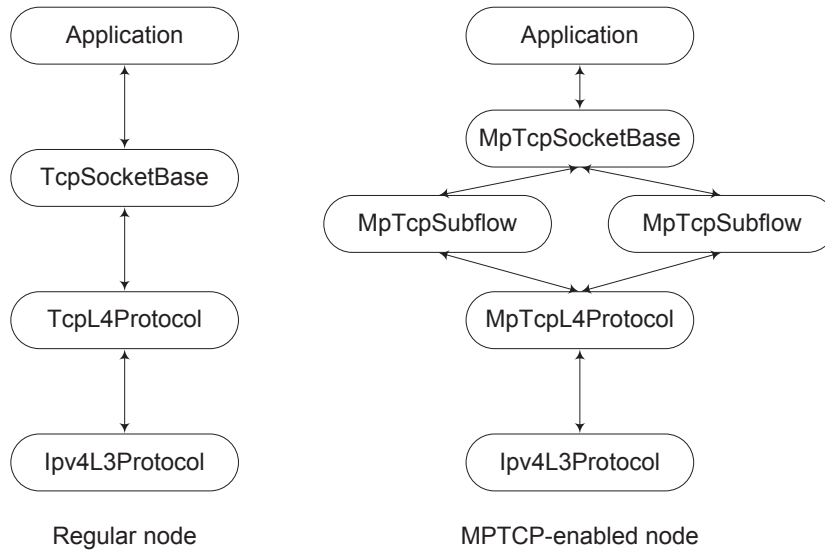 Application
TcpSocketBase
TcpL4Protocol
Ipv4L3Protocol
Regular node
Application
MpTcpSocketBase
MpTcpSubflow
MpTcpSubflow
MpTcpL4Protocol
Ipv4L3Protocol
MPTCP-enabled node